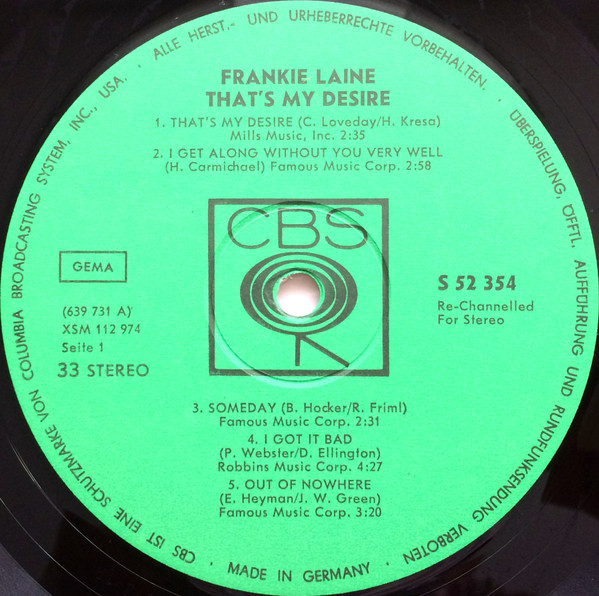 FRANKIE LAINE
THAT'S MY DESIRE
1. THAT'S MY DESIRE (C. Loveday/H. Kresa)
Mills Music, Inc. 2:35
2. I GET ALONG WITHOUT YOU VERY WELL
(H. Carmichael) Famous Music Corp. 2:58
CBS
GEMA
(639 731 A)
XSM 112 974
Seite 1
33 STEREO
S 52 354
Re-Channelled
For Stereo
3. SOMEDAY (B. Hocker/R. Friml)
Famous Music Corp. 2:31
4. I GOT IT BAD
(P. Webster/D. Ellington)
Robbins Music Corp. 4:27
5. OUT OF NOWHERE
(E. Heyman/J. W. Green)
Famous Music Corp. 3:20
CBS IST EINE SCHUTZMARKE VON COLUMBIA BROADCASTING SYSTEM, INC., USA. · ALLE HERST.- UND URHEBERRECHTE VORBEHALTEN. · ÜBERSPIELUNG, ÖFFTL. AUFFÜHRUNG UND RUNDFUNKSENDUNG VERBOTEN
· MADE IN GERMANY ·